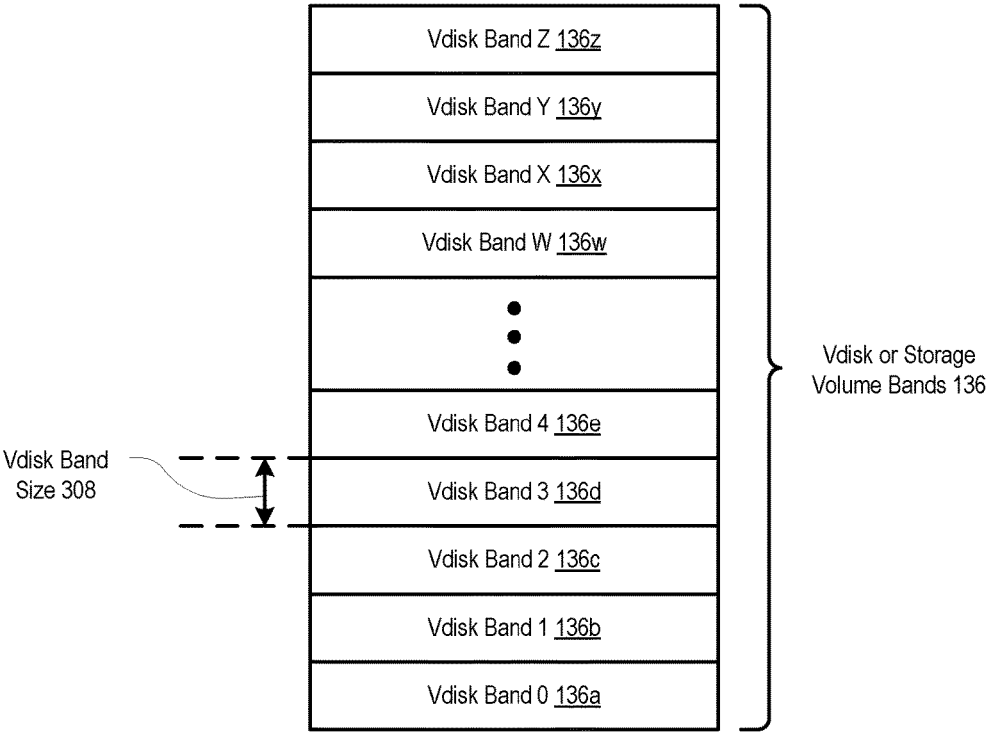 Vdisk Band Z 136z
Vdisk Band Y 136y
Vdisk Band X 136x
Vdisk Band W 136w
Vdisk or Storage
Volume Bands 136
Vdisk Band 4 136e
Vdisk Band
Size 308
Vdisk Band 3 136d
Vdisk Band 2 136c
Vdisk Band 1 136b
Vdisk Band 0 136a